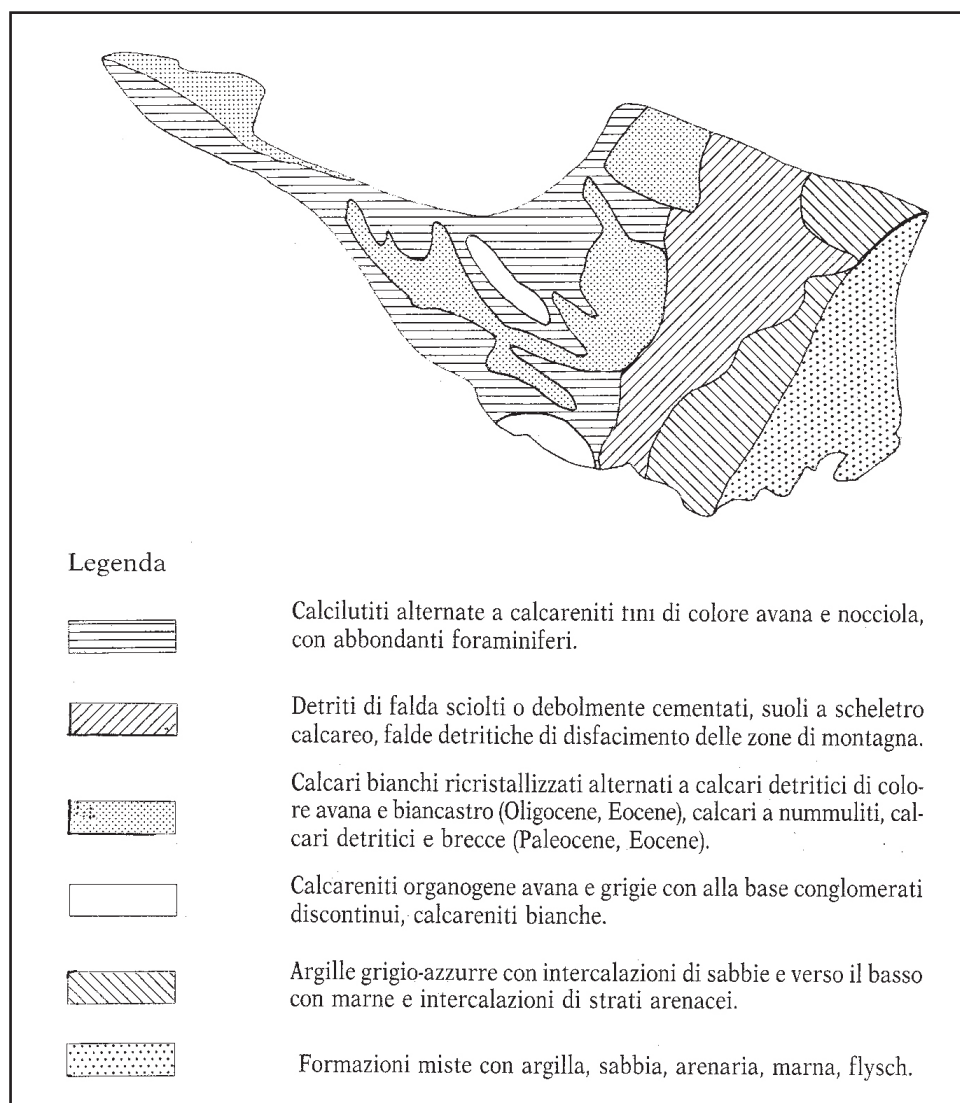 Legenda
Calcilutiti alternate a calcareniti fini di colore avana e nocciola,
con abbondanti foraminiferi.
Detriti di falda sciolti o debolmente cementati, suoli a scheletro
calcareo, falde detritiche di disfacimento delle zone di montagna.
Calcari bianchi ricristallizzati alternati a calcari detritici di colo-
re avana e biancastro (Oligocene, Eocene), calcari a nummuliti, cal-
cari detritici e brecce (Paleocene, Eocene).
Calcareniti organogene avana e grigie con alla base conglomerati
discontinui, calcareniti bianche.
Argille grigio-azzurre con intercalazioni di sabbie e verso il basso
con marne e intercalazioni di strati arenacei.
Formazioni miste con argilla, sabbia, arenaria, marna, flysch.